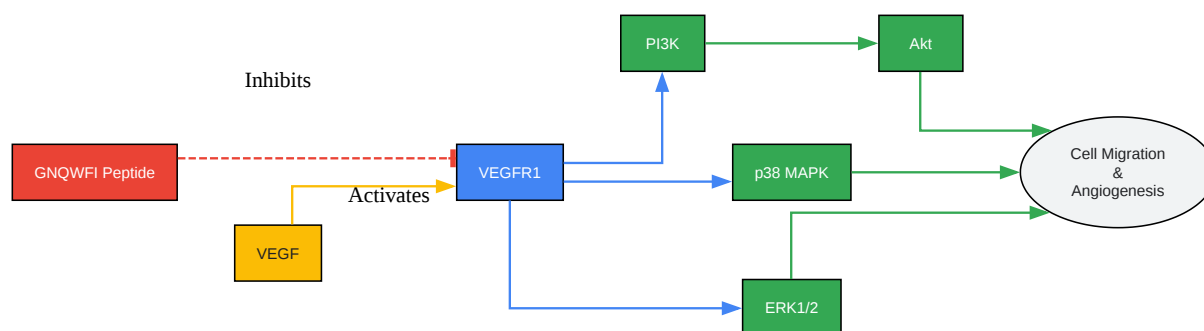 PI3K
Akt
Inhibits
GNQWFI Peptide
VEGFR1
p38 MAPK
Cell Migration
&
Angiogenesis
Activates
VEGF
ERK1/2